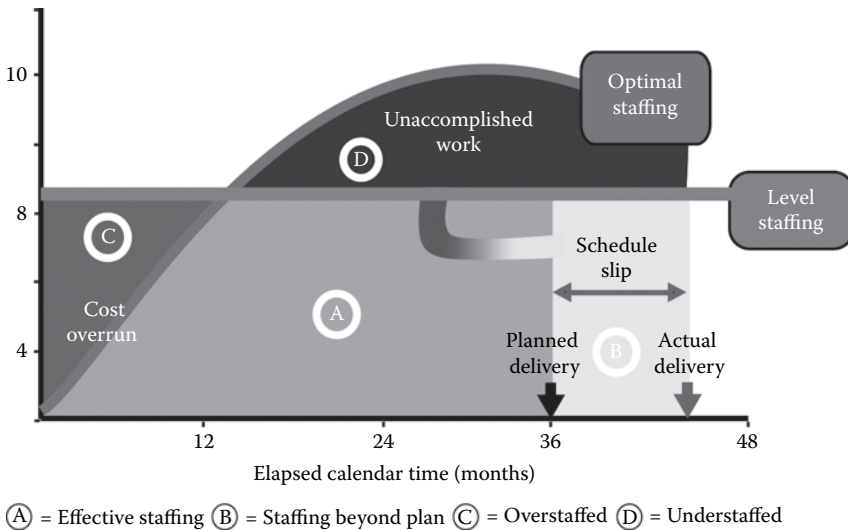 10
8
4
Optimal
staffing
Unaccomplished
work
D
Level
staffing
C
Schedule
slip
Cost
overrun
A
Planned
delivery
B
Actual
delivery
12
24
36
48
Elapsed calendar time (months)
A = Effective staffing B = Staffing beyond plan C = Overstaffed D = Understaffed